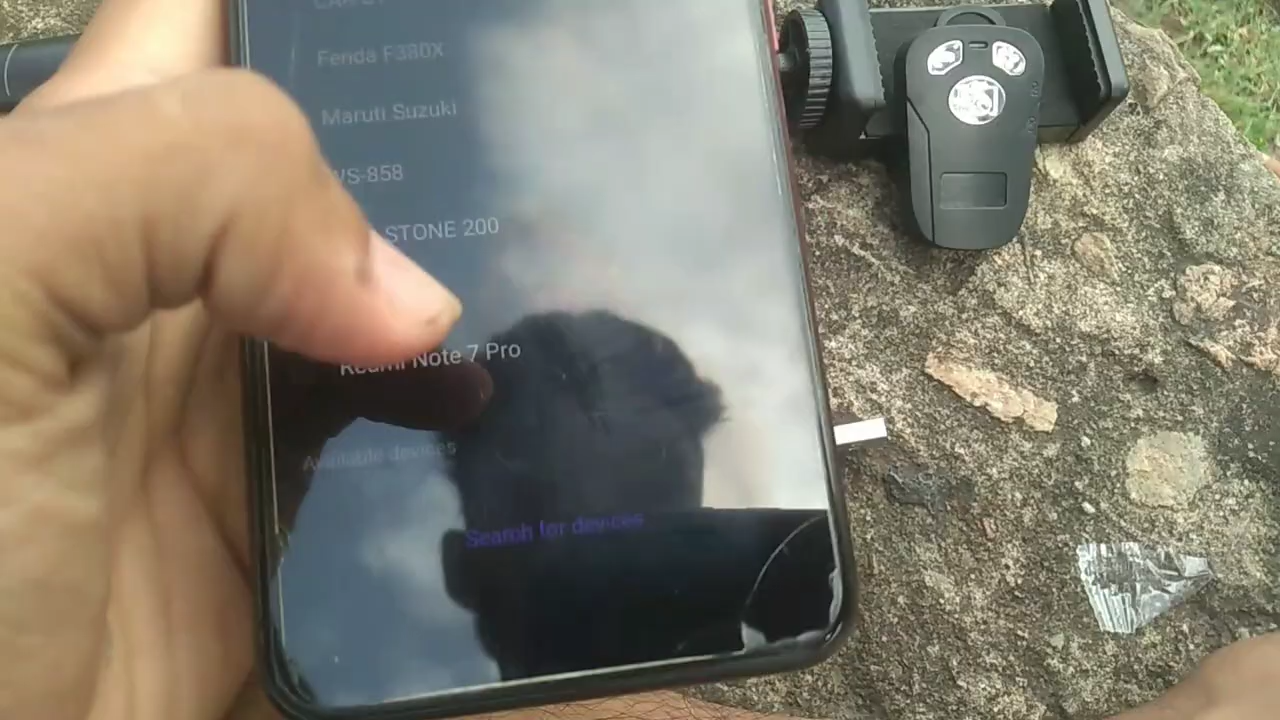 Fenda F380X
Maruti Suzuki
WS-858
STONE 200
Redmi Note 7 Pro
Available devices
Search for devices